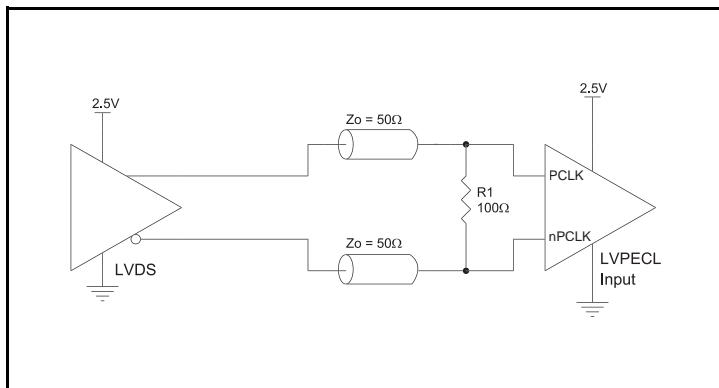 2.5V
2.5V
Zo = 50Ω
PCLK
R1
100Ω
nPCLK
Zo = 50Ω
LVDS
LVPECL
Input